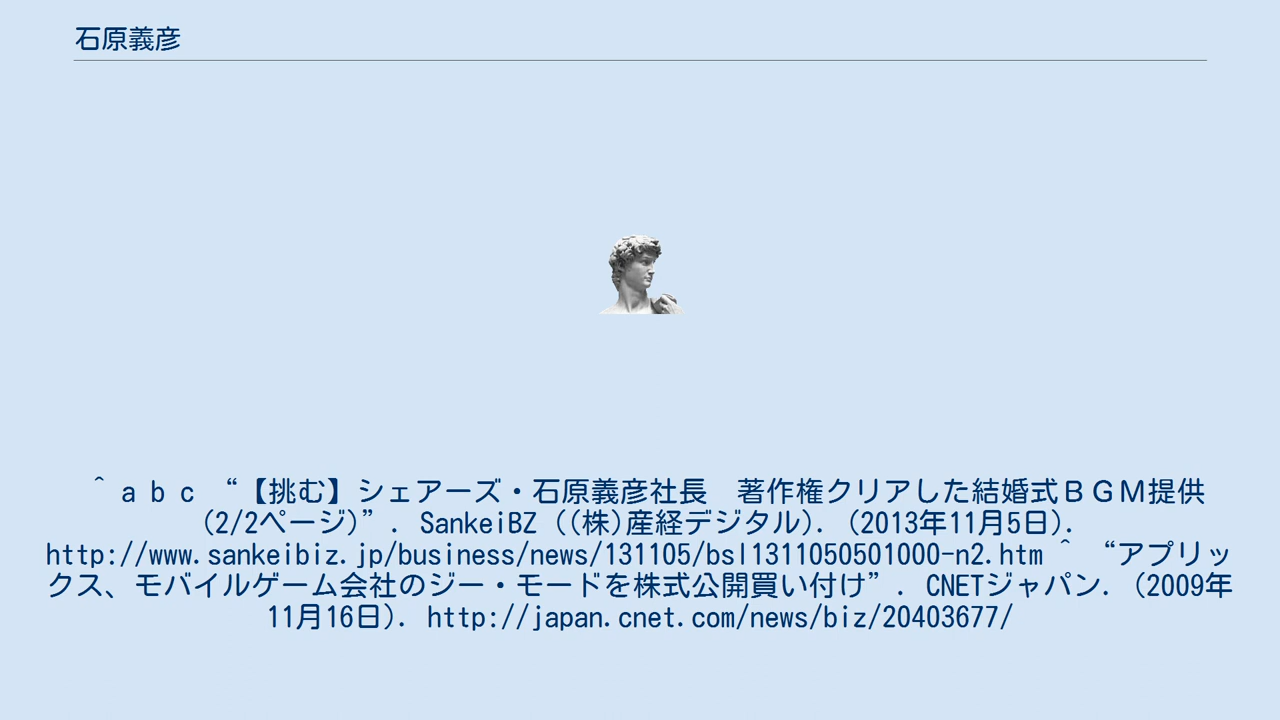 石原義彦
^ a b c “【挑む】シェアーズ・石原義彦社長　著作権クリアした結婚式ＢＧＭ提供
(2/2ページ)”. SankeiBZ ((株)産経デジタル). (2013年11月5日).
http://www.sankeibiz.jp/business/news/131105/bsl1311050501000-n2.htm ^ “アプリッ
クス、モバイルゲーム会社のジー・モードを株式公開買い付け”. CNETジャパン. (2009年
11月16日). http://japan.cnet.com/news/biz/20403677/